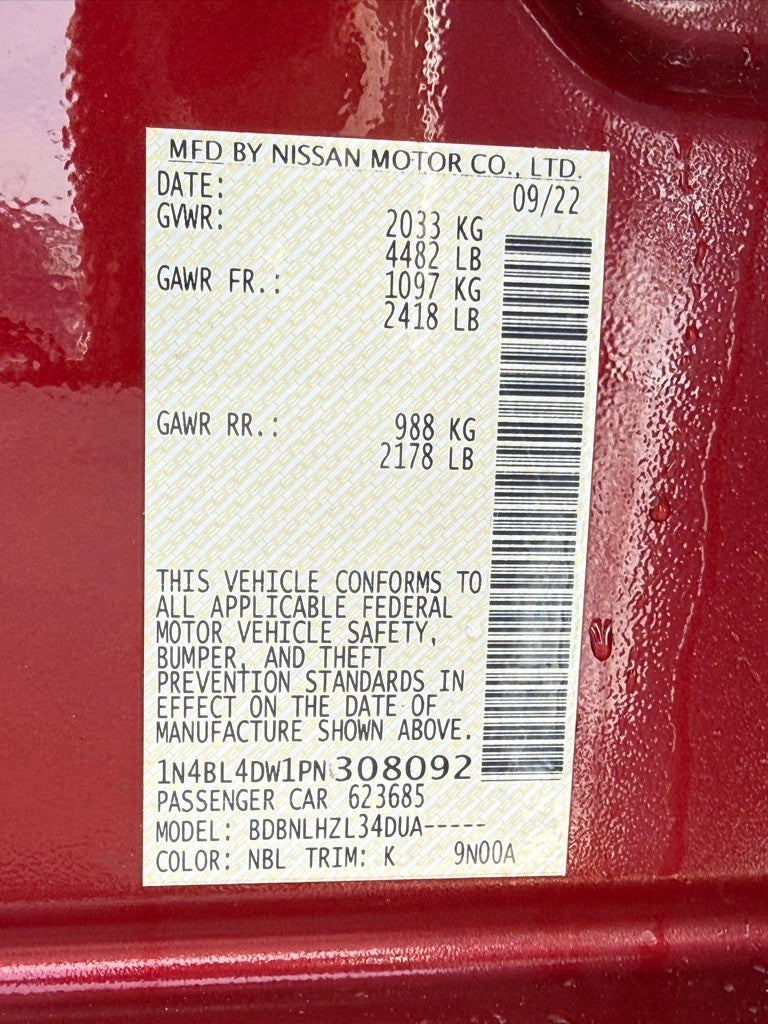 MFD BY NISSAN MOTOR CO., LTD.
DATE: 09/22
GVWR: 2033 KG
4482 LB
GAWR FR.: 1097 KG
2418 LB
GAWR RR.: 988 KG
2178 LB
THIS VEHICLE CONFORMS TO
ALL APPLICABLE FEDERAL
MOTOR VEHICLE SAFETY,
BUMPER, AND THEFT
PREVENTION STANDARDS IN
EFFECT ON THE DATE OF
MANUFACTURE SHOWN ABOVE.
1N4BL4DW1PN308092
PASSENGER CAR 623685
MODEL: BDBNLHZL34DUA-----
COLOR: NBL TRIM: K 9N00A